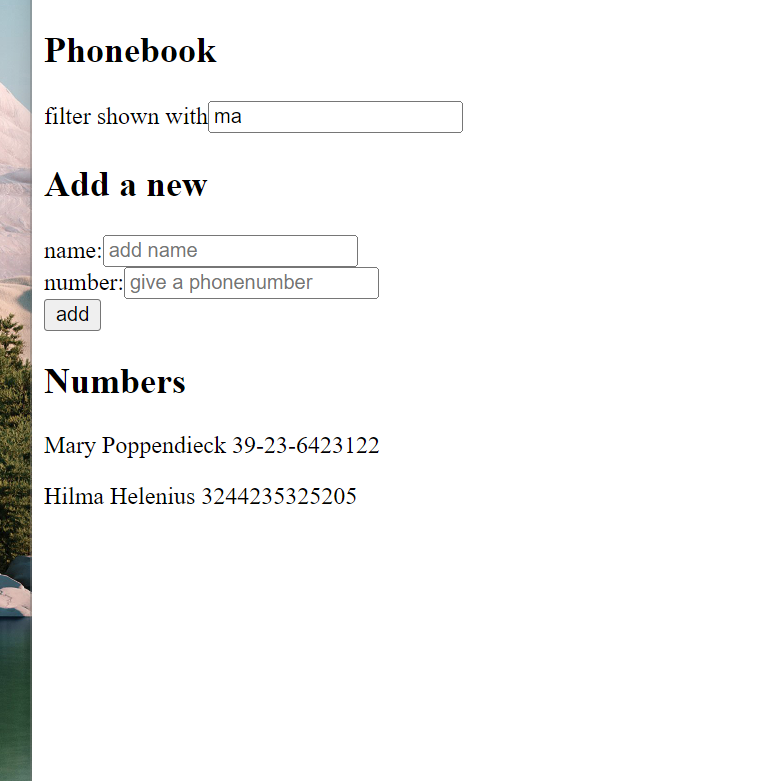 Phonebook
filter shown with ma
Add a new
name: add name
number: give a phonenumber
add
Numbers
Mary Poppendieck 39-23-6423122
Hilma Helenius 3244235325205